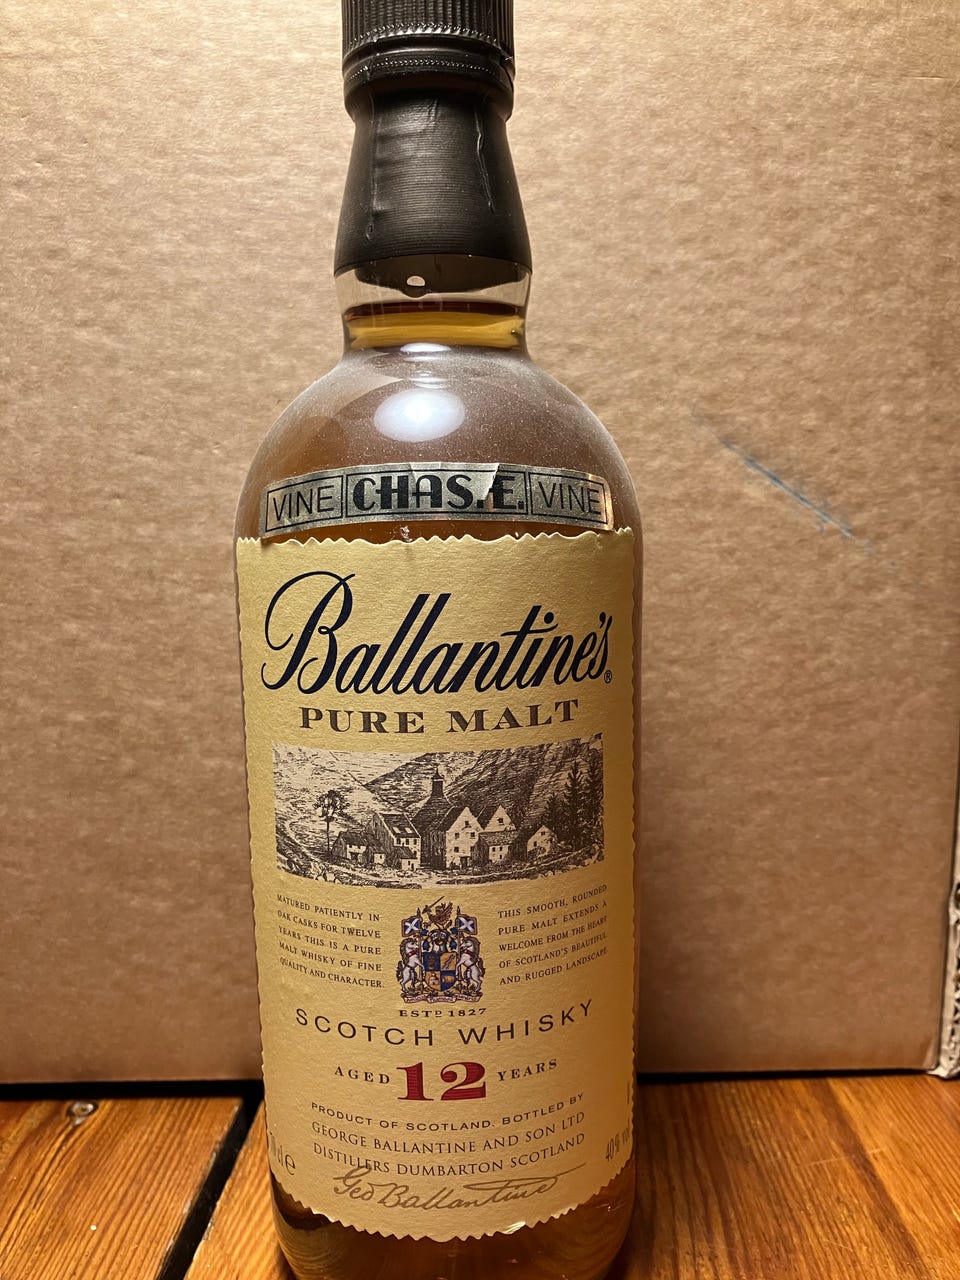 VINE CHAS.E. VINE
Ballantine's®
PURE MALT
MATURED PATIENTLY IN
OAK CASKS FOR TWELVE
YEARS THIS IS A PURE
MALT WHISKY OF FINE
QUALITY AND CHARACTER.
THIS SMOOTH, ROUNDED
PURE MALT EXTENDS A
WELCOME FROM THE HEART
OF SCOTLAND'S BEAUTIFUL
AND RUGGED LANDSCAPE
ESTD 1827
SCOTCH WHISKY
AGED 12 YEARS
PRODUCT OF SCOTLAND. BOTTLED BY
GEORGE BALLANTINE AND SON LTD
DISTILLERS DUMBARTON SCOTLAND
cl e
40% vol
Geo Ballantine